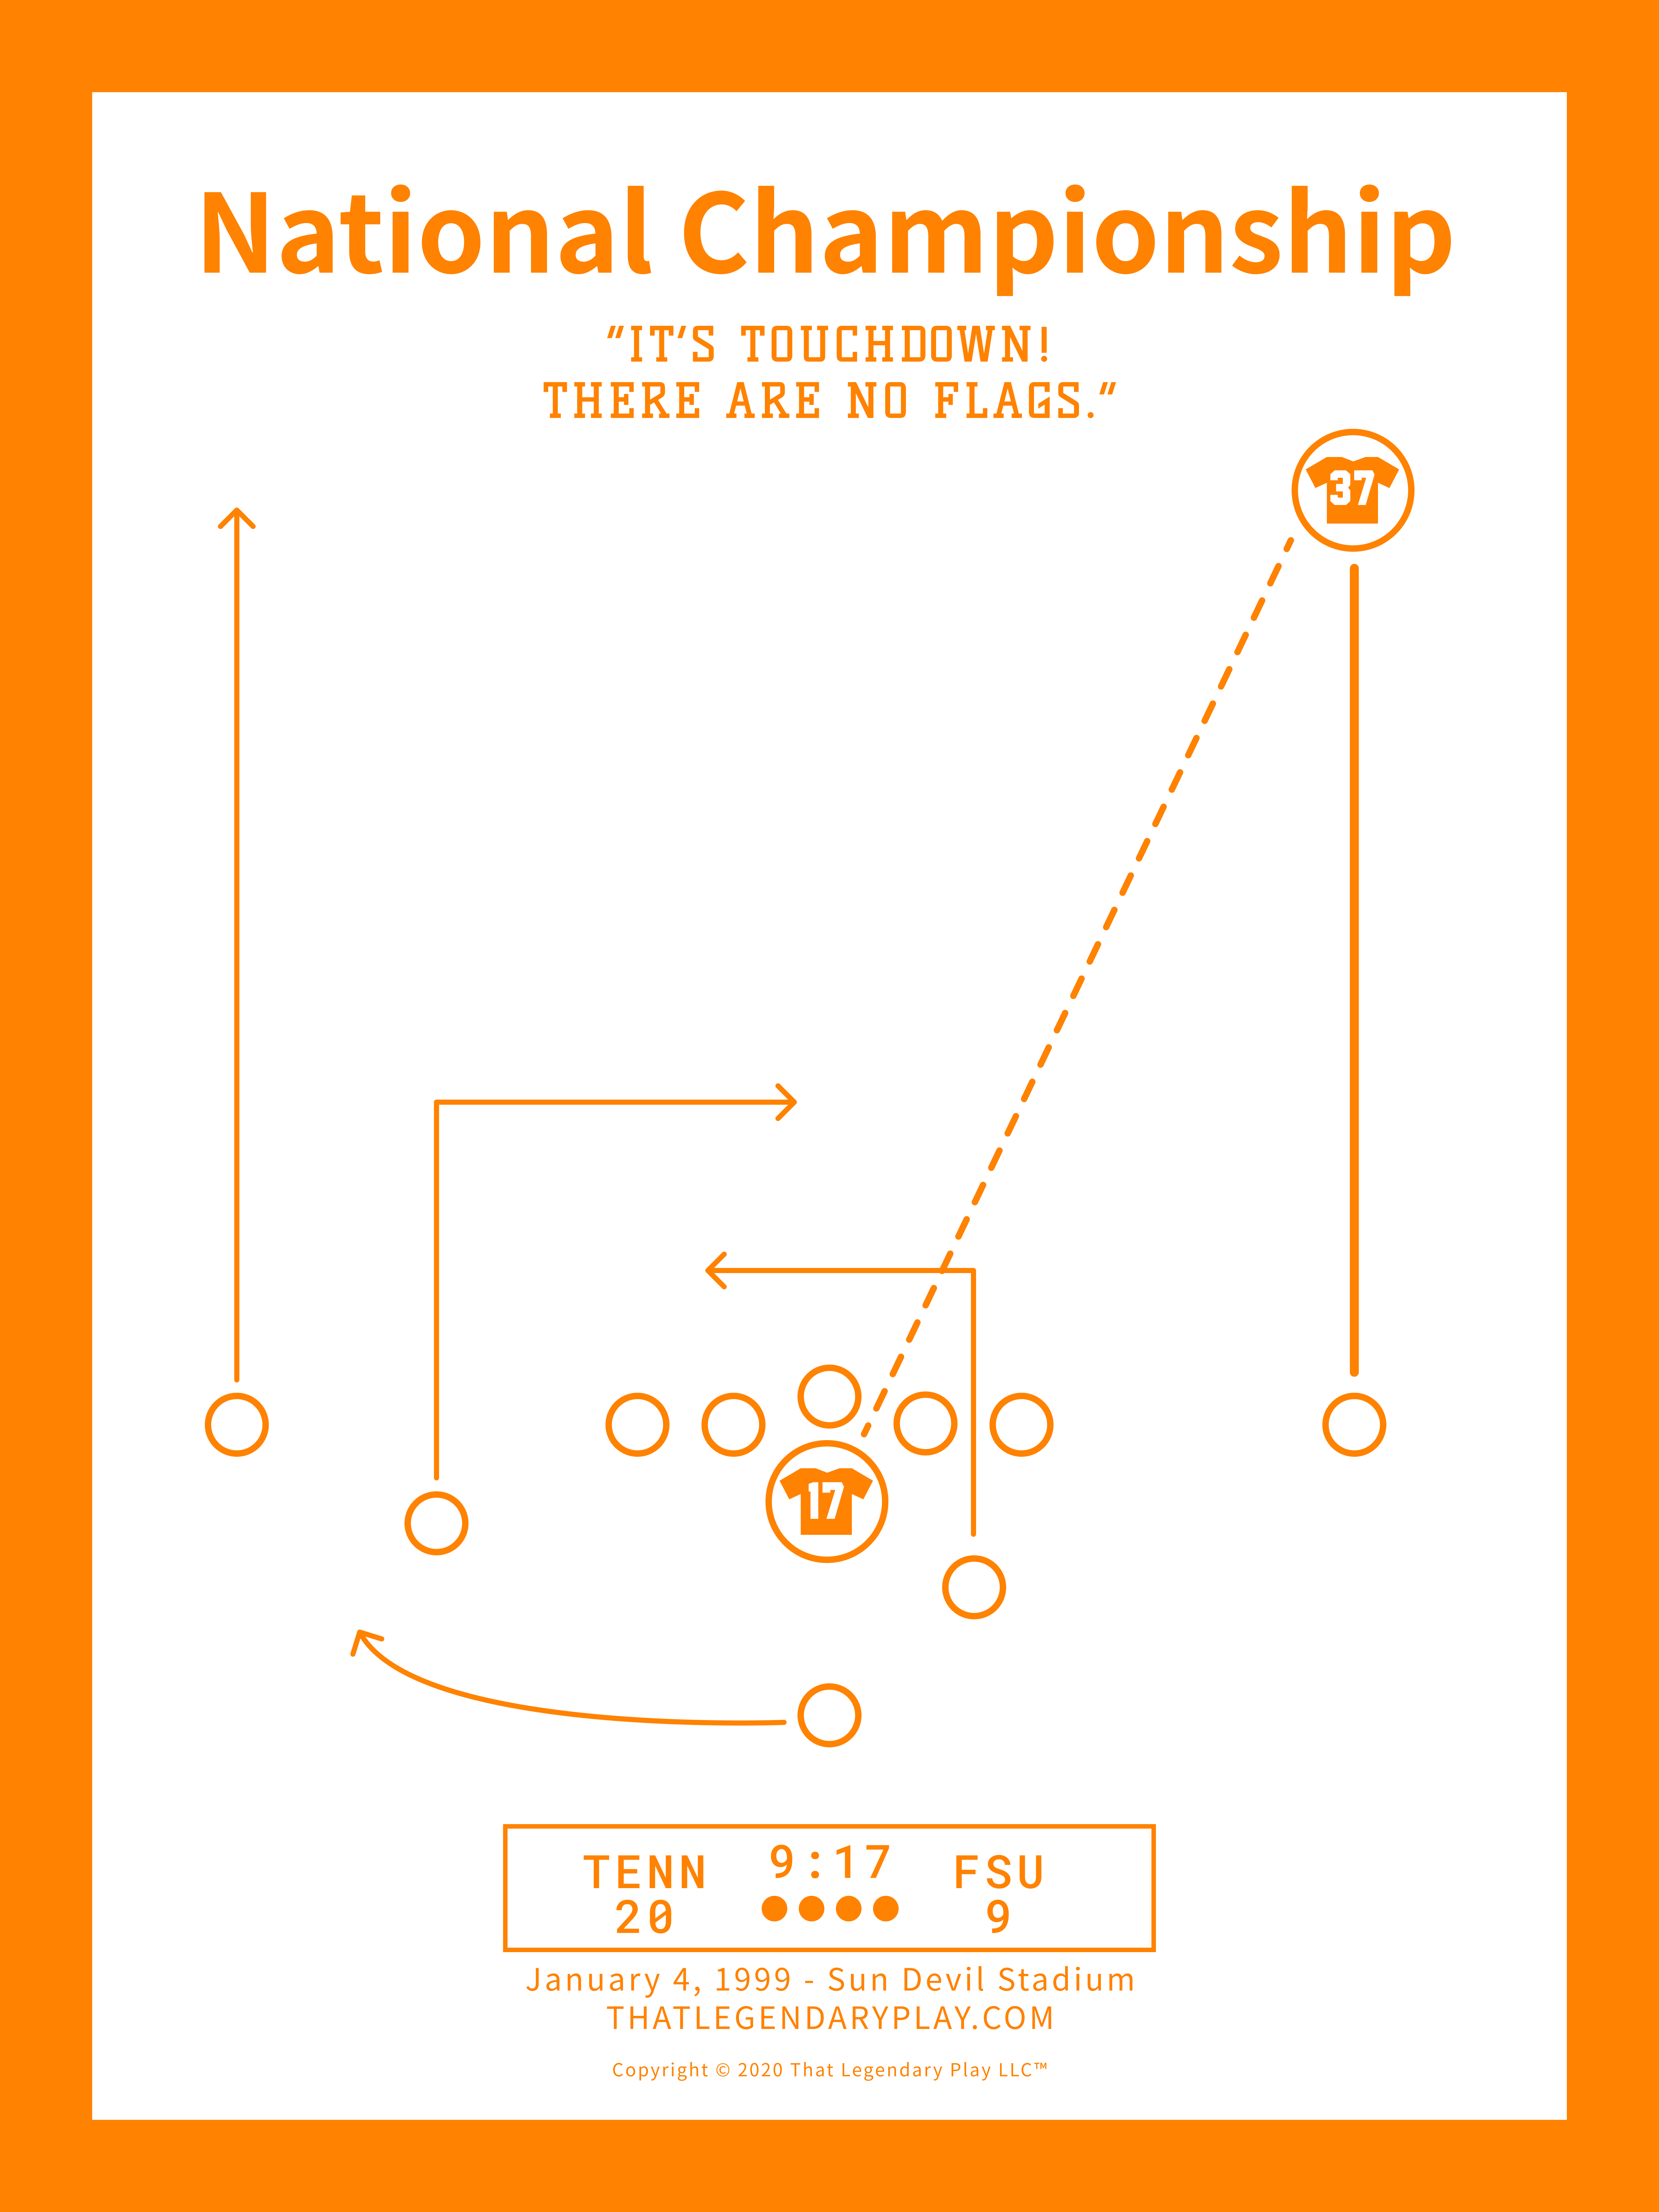 National Championship
"IT'S TOUCHDOWN!
THERE ARE NO FLAGS."
37
17
TENN 9:17 FSU
20 9
January 4, 1999 - Sun Devil Stadium
THATLEGENDARYPLAY.COM
Copyright © 2020 That Legendary Play LLC™